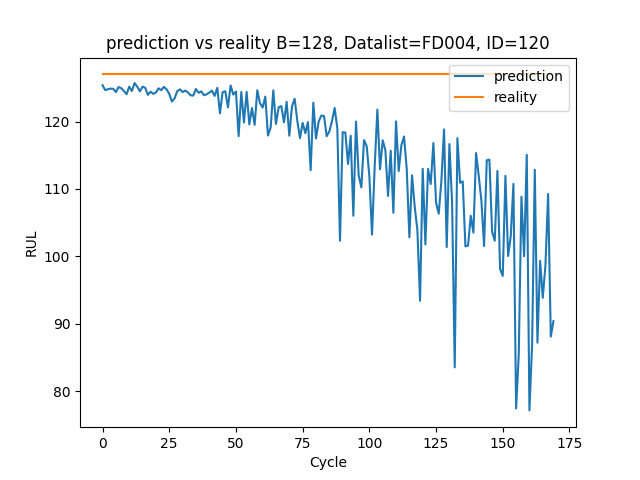 prediction vs reality B=128, Datalist=FD004, ID=120
prediction
reality
RUL
120
110
100
90
80
0 25 50 75 100 125 150 175
Cycle